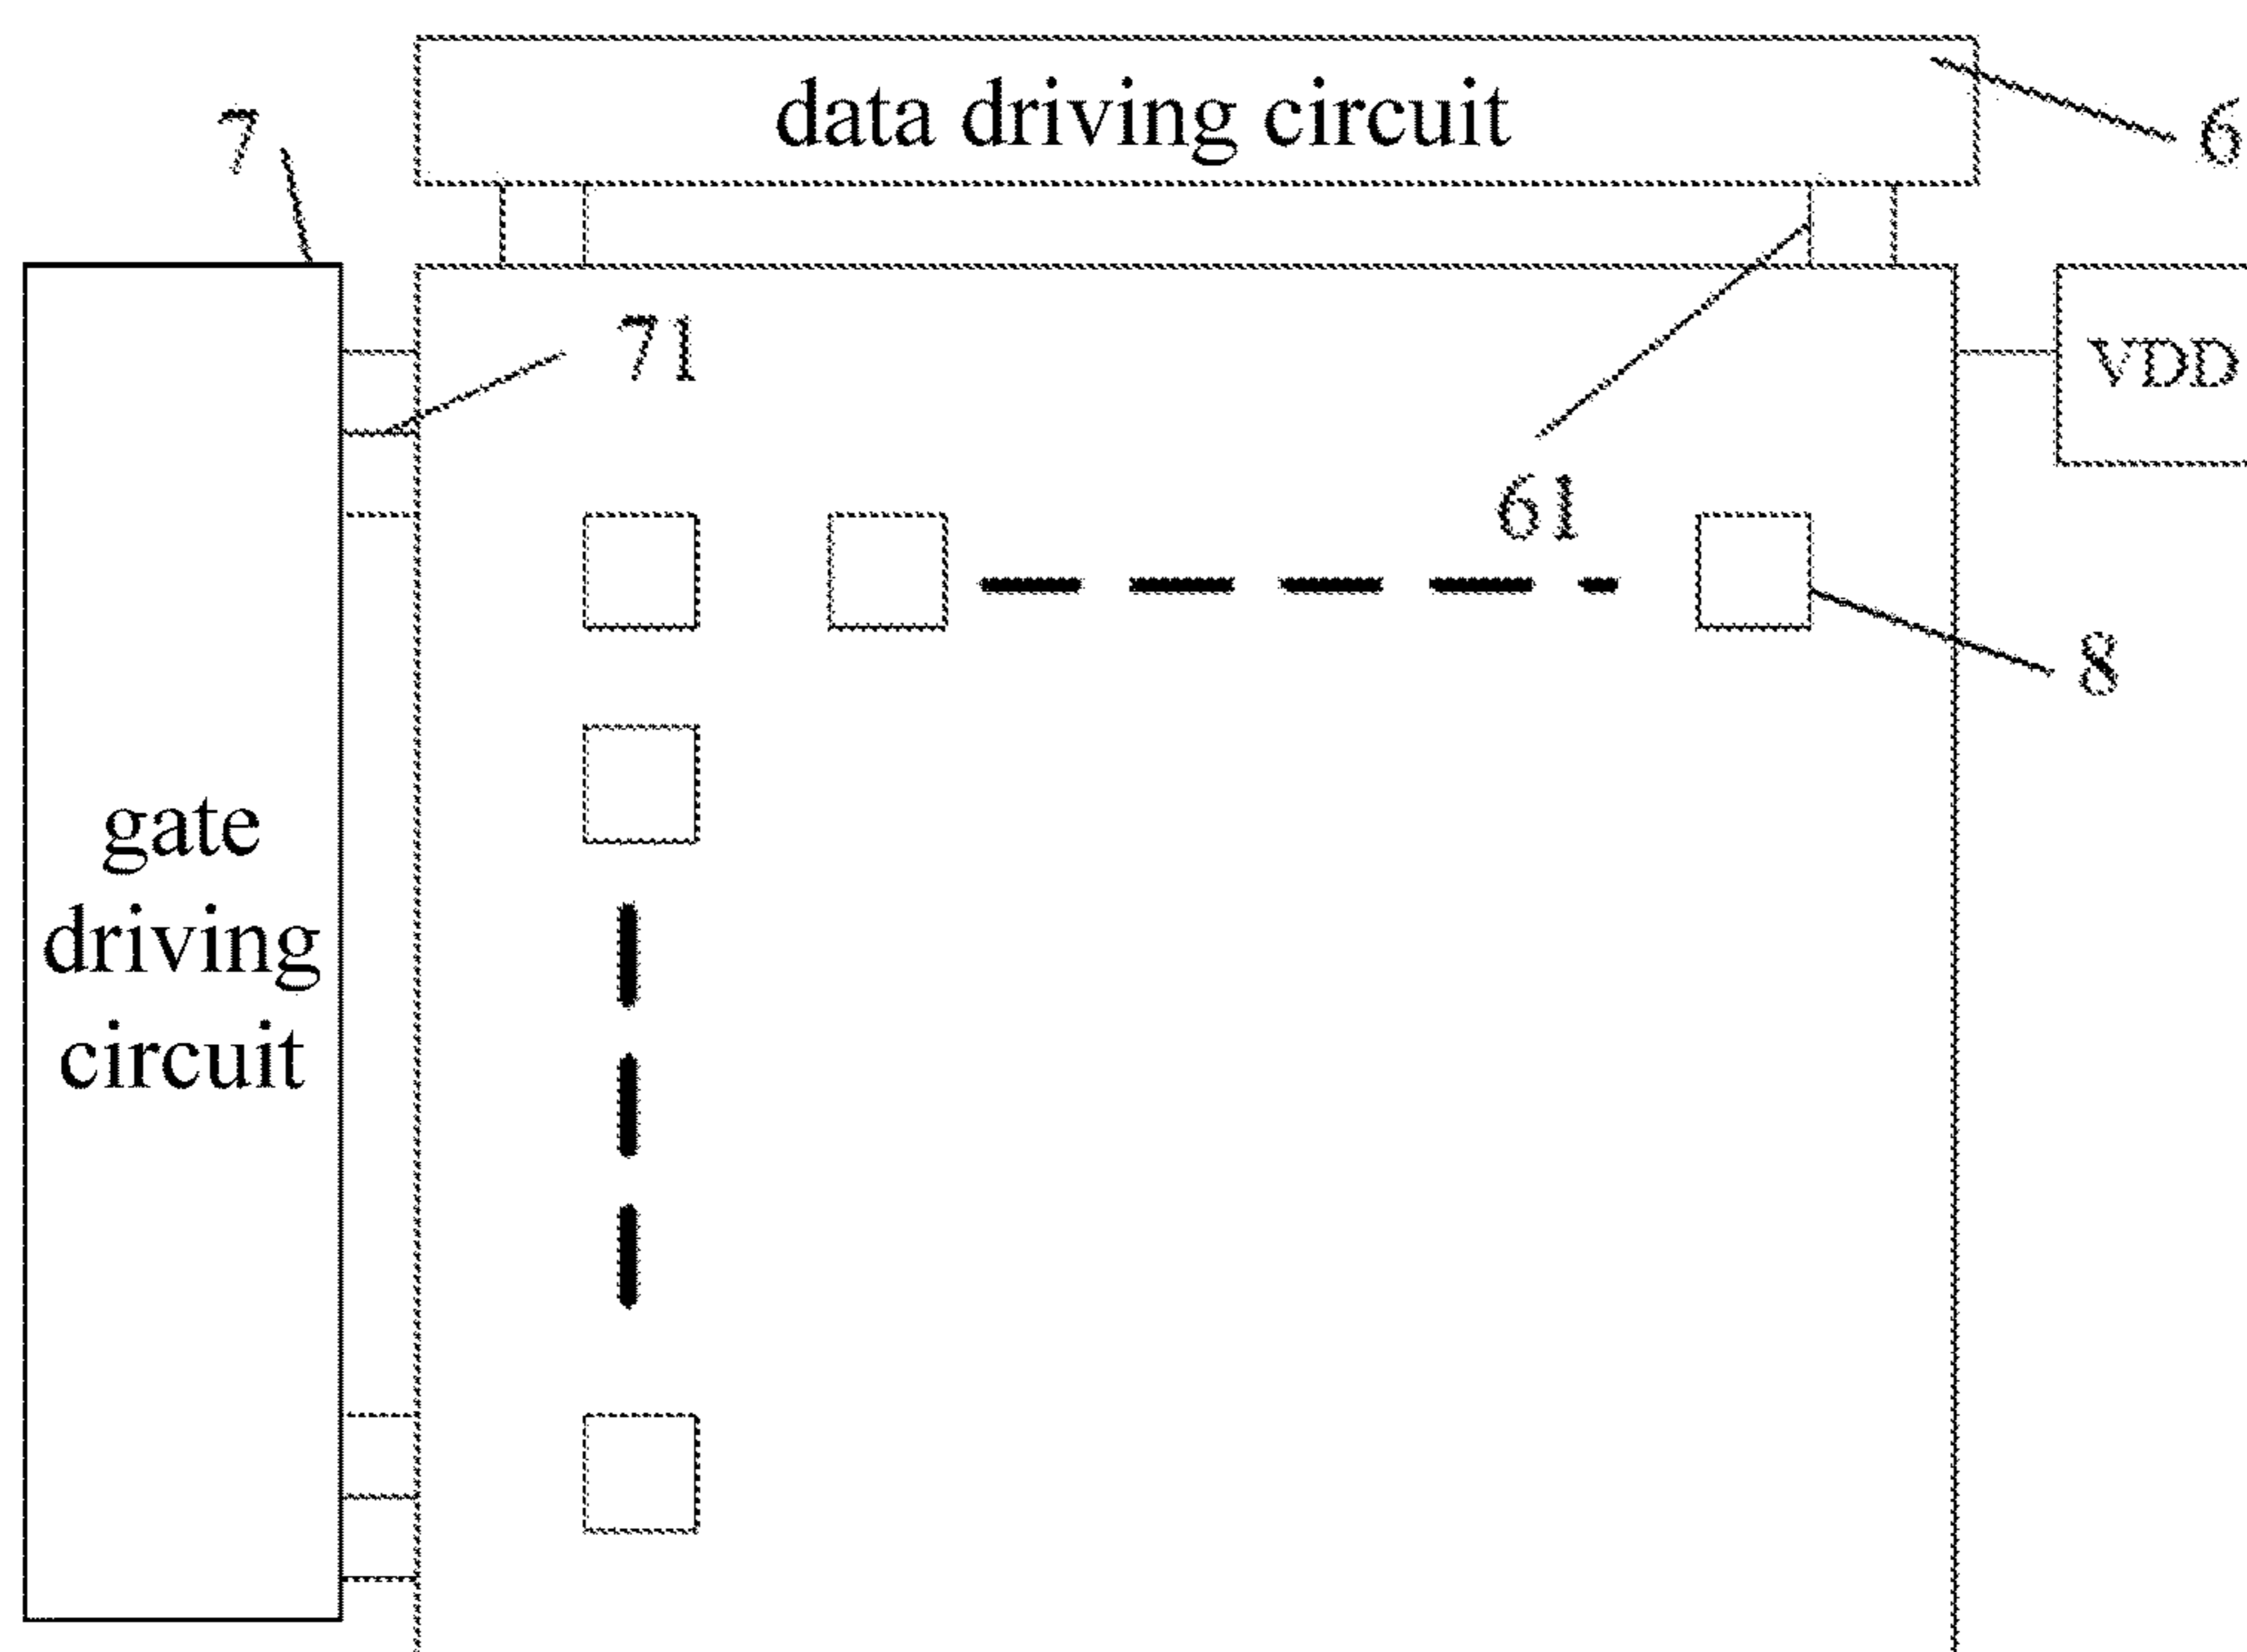 data driving circuit
6
7
71
VDD
61
8
gate
driving
circuit